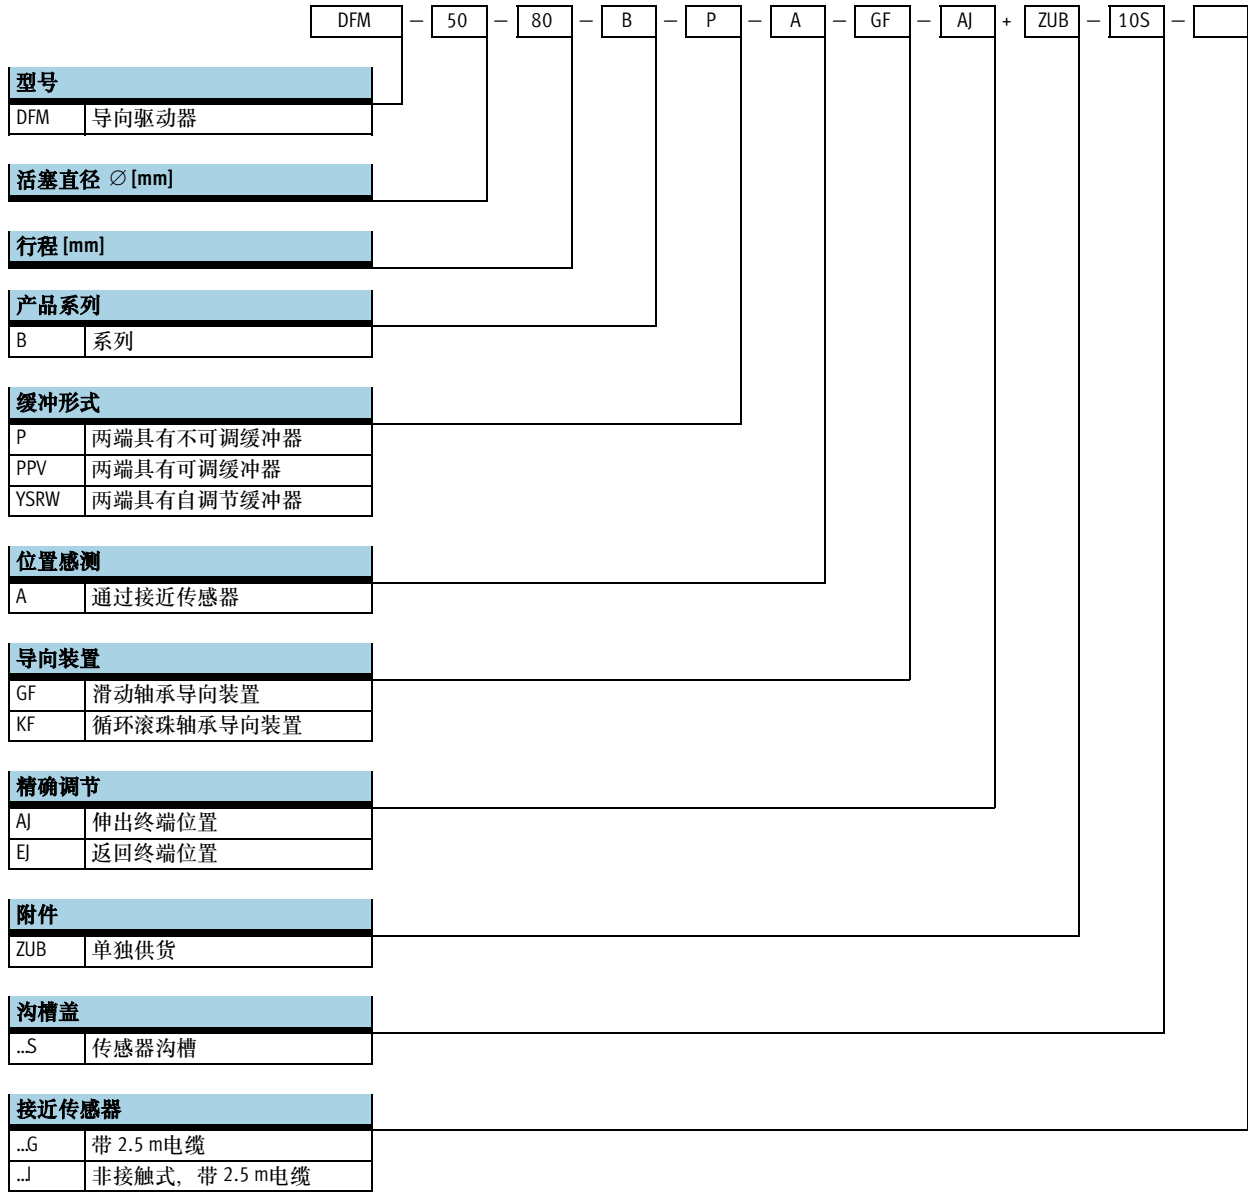 DFM — 50 — 80 — B — P — A — GF — AJ + ZUB — 10S —
型号
DFM 导向驱动器
活塞直径 ∅ [mm]
行程 [mm]
产品系列
B 系列
缓冲形式
P 两端具有不可调缓冲器
PPV 两端具有可调缓冲器
YSRW 两端具有自调节缓冲器
位置感测
A 通过接近传感器
导向装置
GF 滑动轴承导向装置
KF 循环滚珠轴承导向装置
精确调节
AJ 伸出终端位置
EJ 返回终端位置
附件
ZUB 单独供货
沟槽盖
...S 传感器沟槽
接近传感器
...G 带 2.5 m电缆
...I 非接触式，带 2.5 m电缆